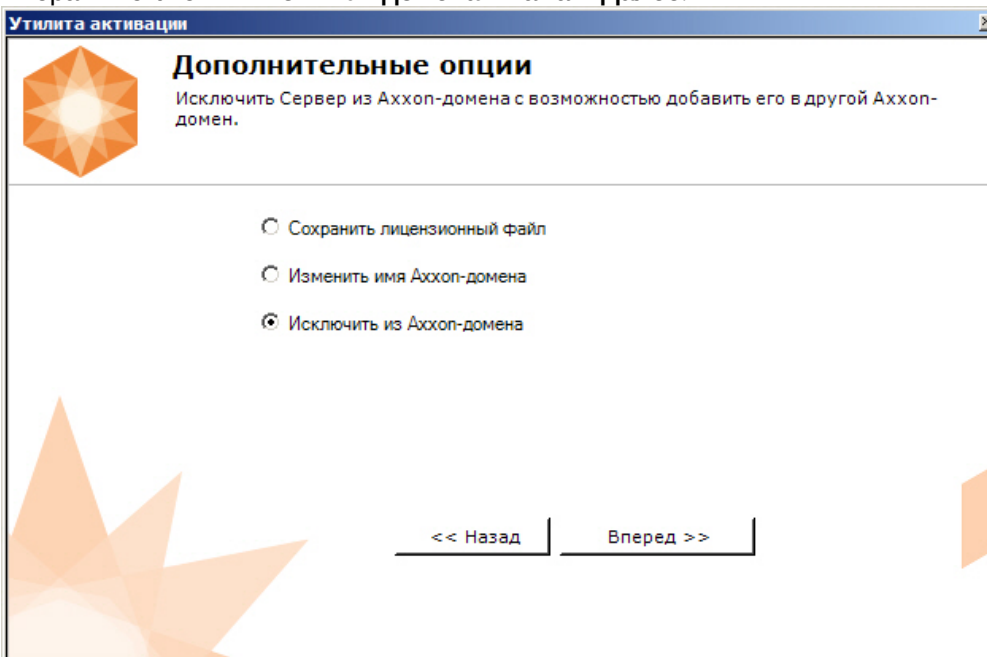 Утилита активации
Дополнительные опции
Исключить Сервер из Axxon-домена с возможностью добавить его в другой Axxon-
домен.
Сохранить лицензионный файл
Изменить имя Axxon-домена
Исключить из Axxon-домена
<< Назад
Вперед >>